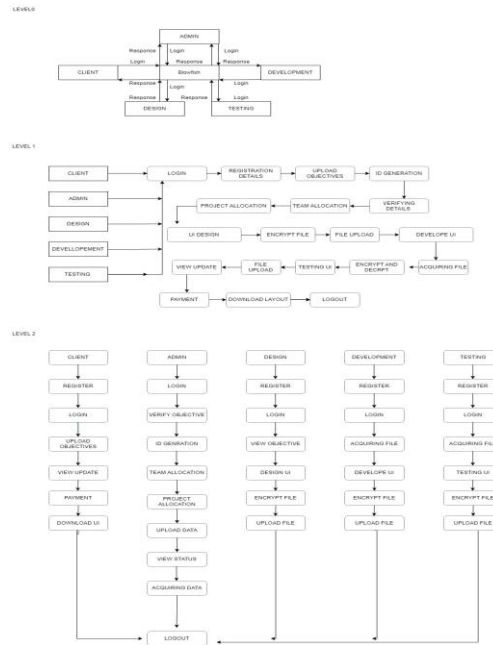 LEVEL0
ADMIN
Response Login Login
Login Response Response Response
CLIENT Blowfish DEVELOPMENT
Response Login Login
Response Response Login
DESIGN TESTING
LEVEL 1
CLIENT LOGIN REGISTRATION DETAILS UPLOAD OBJECTIVES ID GENERATION
ADMIN PROJECT ALLOCATION TEAM ALLOCATION VERIFYING DETAILS
DESIGN UI DESIGN ENCRYPT FILE FILE UPLOAD DEVELOPE UI
DEVELLOPEMENT
TESTING VIEW UPDATE FILE UPLOAD TESTING UI ENCRYPT AND DECRPT ACQUIRING FILE
PAYMENT DOWNLOAD LAYOUT LOGOUT
LEVEL 2
CLIENT ADMIN DESIGN DEVELOPMENT TESTING
REGISTER LOGIN REGISTER REGISTER REGISTER
LOGIN VERIFY OBJECTIVE LOGIN LOGIN LOGIN
UPLOAD OBJECTIVES ID GENRATION VIEW OBJECTIVE ACQUIRING FILE ACQUIRING FILE
VIEW UPDATE TEAM ALLOCATION DESIGN UI DEVELOPE UI TESTING UI
PAYMENT PROJECT ALLOCATION ENCRYPT FILE ENCRYPT FILE ENCRYPT FILE
DOWNLOAD UI UPLOAD DATA UPLOAD FILE UPLOAD FILE UPLOAD FILE
VIEW STATUS
ACQUIRING DATA
LOGOUT